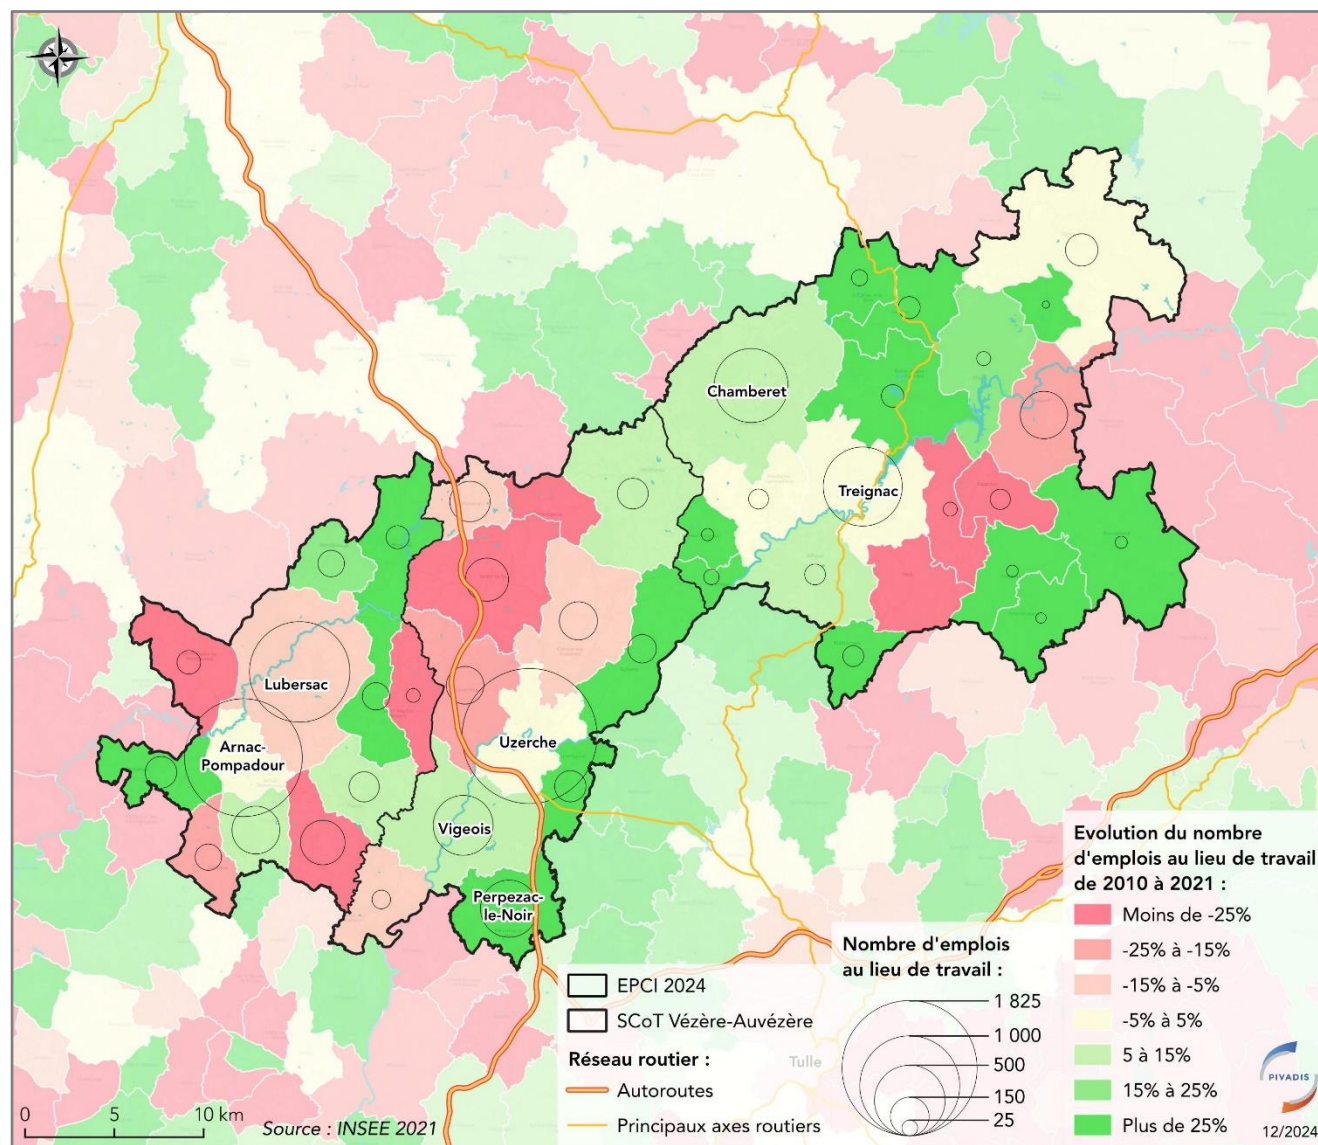 Chamberet
Treignac
Lubersac
Arnac-
Pompadour
Uzerche
Vigeois
Perpezac-
le-Noir
Evolution du nombre
d'emplois au lieu de travail
de 2010 à 2021 :
Moins de -25%
-25% à -15%
-15% à -5%
-5% à 5%
5 à 15%
15% à 25%
Plus de 25%
Nombre d'emplois
au lieu de travail :
1 825
1 000
500
150
25
Tulle
EPCI 2024
SCoT Vézère-Auvézère
Réseau routier :
Autoroutes
Principaux axes routiers
0 5 10 km
Source : INSEE 2021
PIVADIS
12/2024